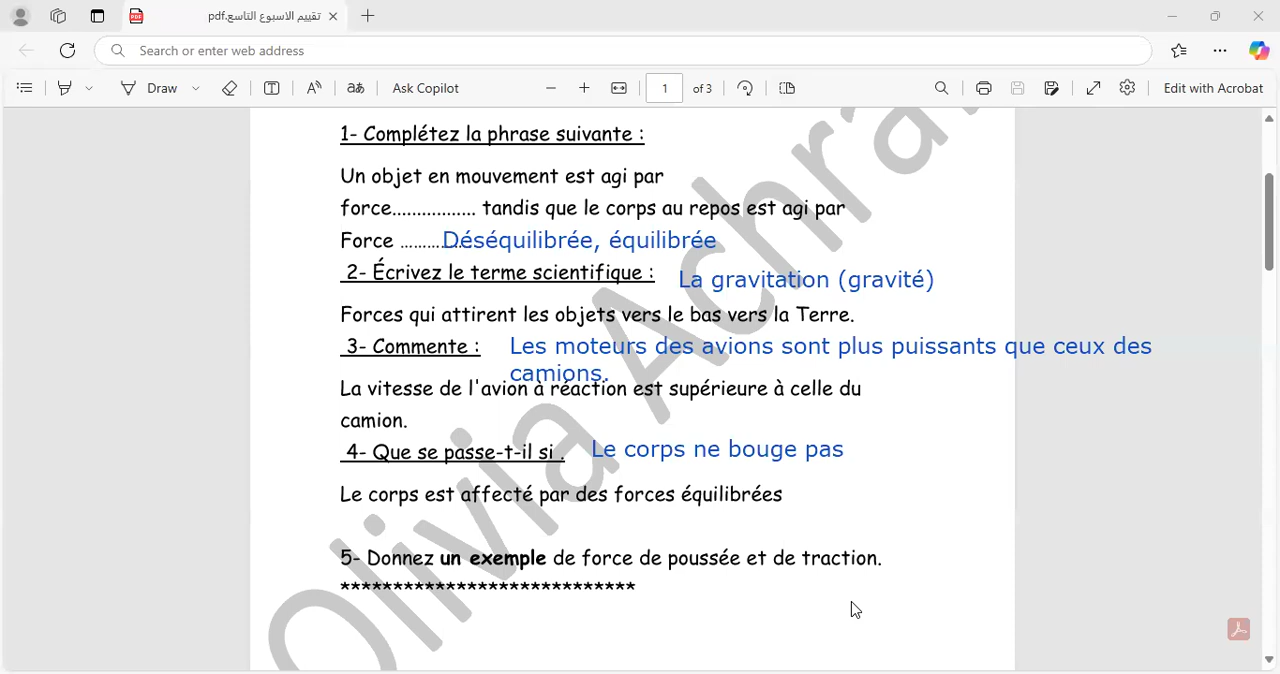 تقييم الاسبوع التاسع.pdf
Search or enter web address
Draw
Ask Copilot
1 of 3
Edit with Acrobat
1- Complétez la phrase suivante :
Un objet en mouvement est agi par
force................. tandis que le corps au repos est agi par
Force ............... Déséquilibrée, équilibrée
2- Écrivez le terme scientifique : La gravitation (gravité)
Forces qui attirent les objets vers le bas vers la Terre.
3- Commente : Les moteurs des avions sont plus puissants que ceux des
camions.
La vitesse de l'avion à réaction est supérieure à celle du
camion.
4- Que se passe-t-il si . Le corps ne bouge pas
Le corps est affecté par des forces équilibrées
5- Donnez un exemple de force de poussée et de traction.
****************************
Olivia Achra